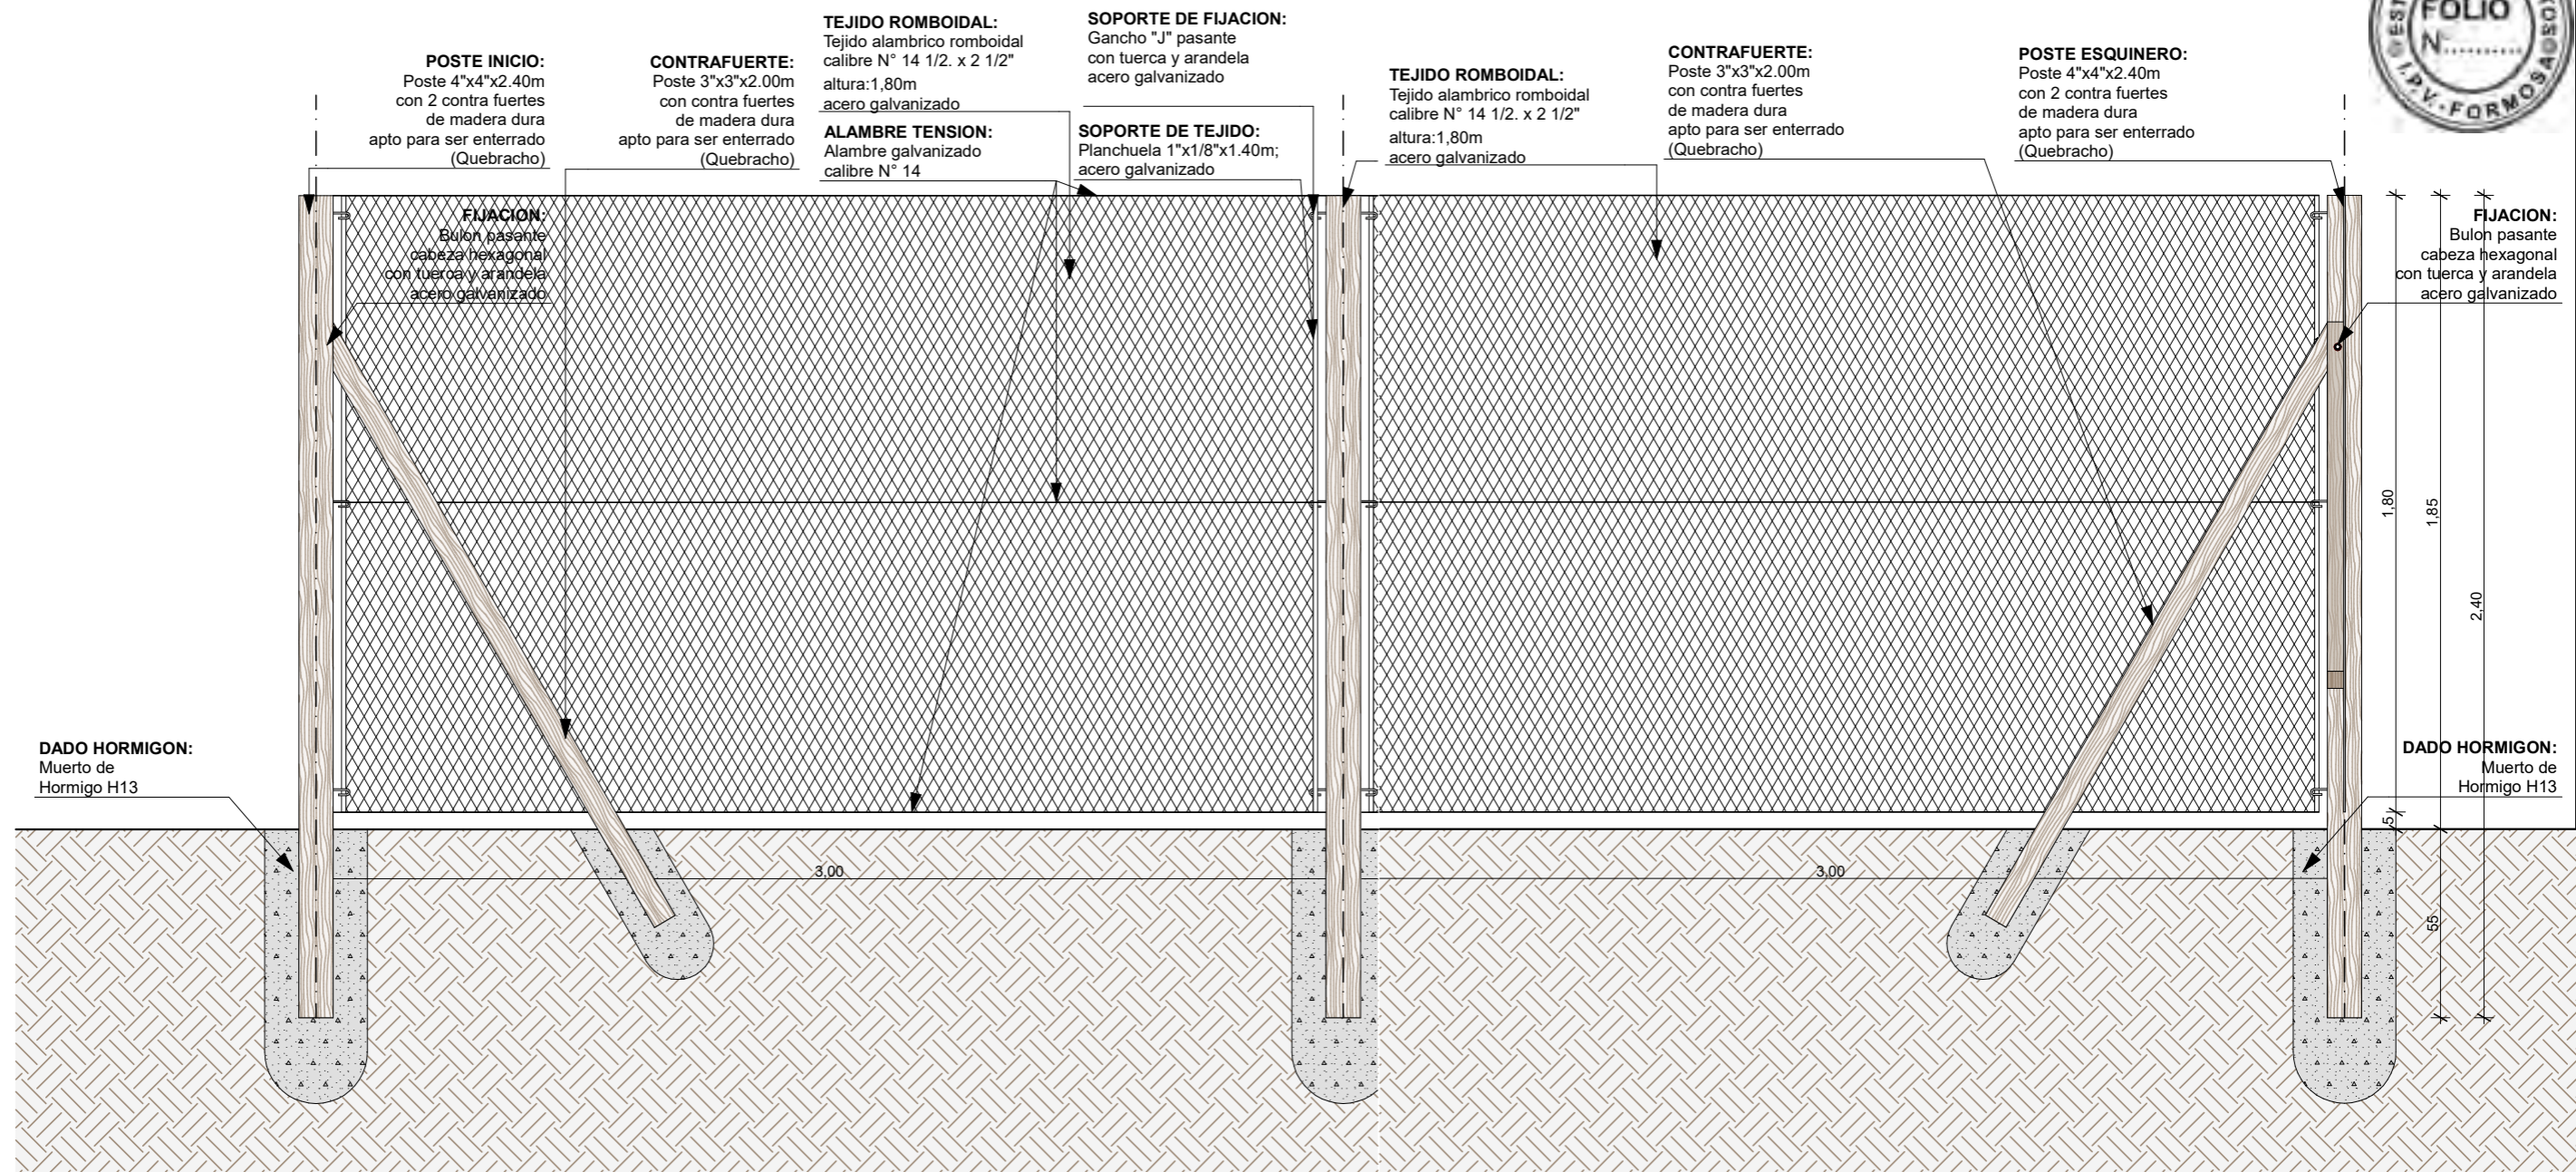 POSTE INICIO:
Poste 4"x4"x2.40m
con 2 contra fuertes
de madera dura
apto para ser enterrado
(Quebracho)
CONTRAFUERTE:
Poste 3"x3"x2.00m
con contra fuertes
de madera dura
apto para ser enterrado
(Quebracho)
TEJIDO ROMBOIDAL:
Tejido alambrico romboidal
calibre N° 14 1/2. x 2 1/2"
altura:1,80m
acero galvanizado
ALAMBRE TENSION:
Alambre galvanizado
calibre N° 14
SOPORTE DE FIJACION:
Gancho "J" pasante
con tuerca y arandela
acero galvanizado
SOPORTE DE TEJIDO:
Planchuela 1"x1/8"x1.40m;
acero galvanizado
TEJIDO ROMBOIDAL:
Tejido alambrico romboidal
calibre N° 14 1/2. x 2 1/2"
altura:1,80m
acero galvanizado
CONTRAFUERTE:
Poste 3"x3"x2.00m
con contra fuertes
de madera dura
apto para ser enterrado
(Quebracho)
POSTE ESQUINERO:
Poste 4"x4"x2.40m
con 2 contra fuertes
de madera dura
apto para ser enterrado
(Quebracho)
FOLIO
N..........
I.P.V. - FORMOSA
FIJACION:
Bulon pasante
cabeza hexagonal
con tuerca y arandela
acero galvanizado
FIJACION:
Bulon pasante
cabeza hexagonal
con tuerca y arandela
acero galvanizado
1,80
1,85
2,40
DADO HORMIGON:
Muerto de
Hormigo H13
DADO HORMIGON:
Muerto de
Hormigo H13
5
3,00
3,00
55